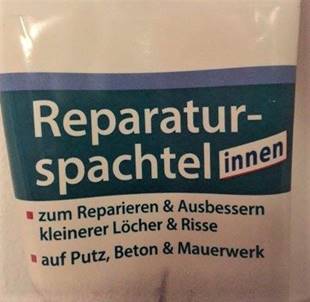 Reparatur-
spachtel innen
▪ zum Reparieren & Ausbessern
kleinerer Löcher & Risse
▪ auf Putz, Beton & Mauerwerk